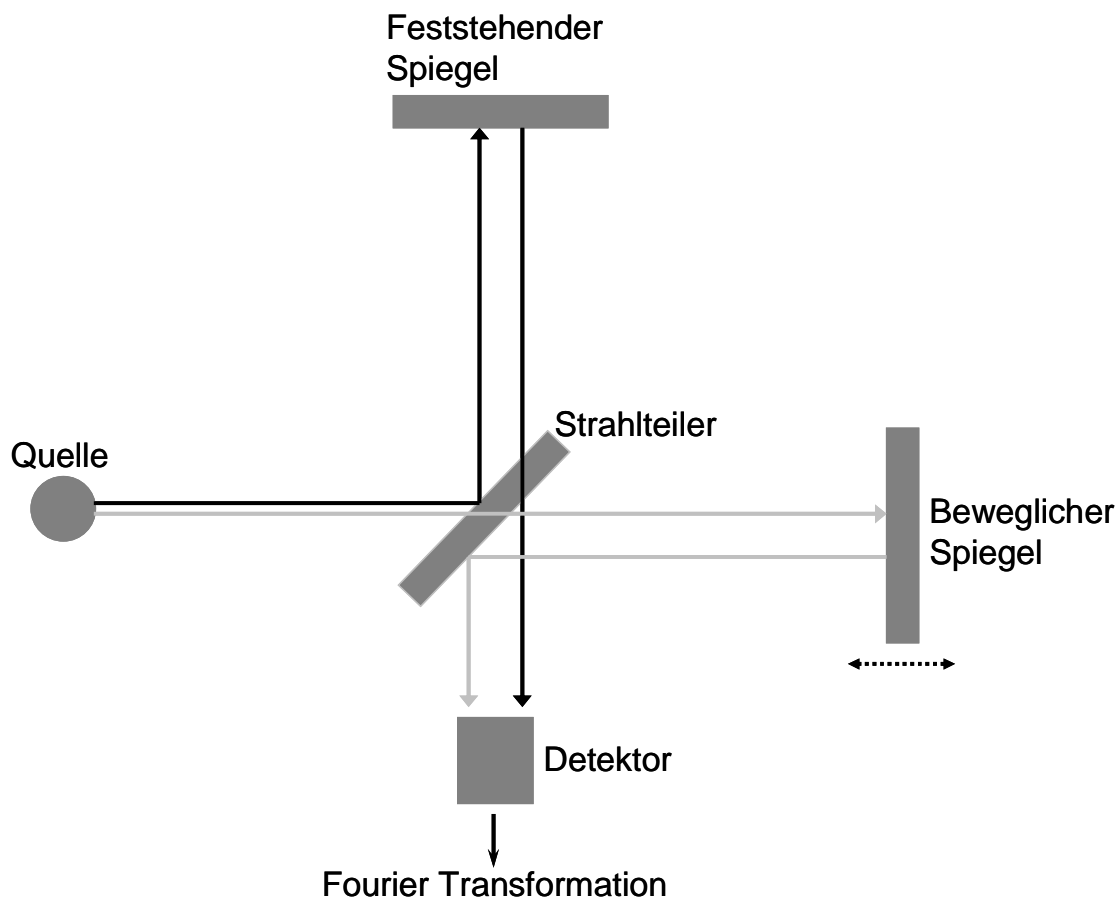 Feststehender
Spiegel
Strahlteiler
Quelle
Beweglicher
Spiegel
Detektor
Fourier Transformation